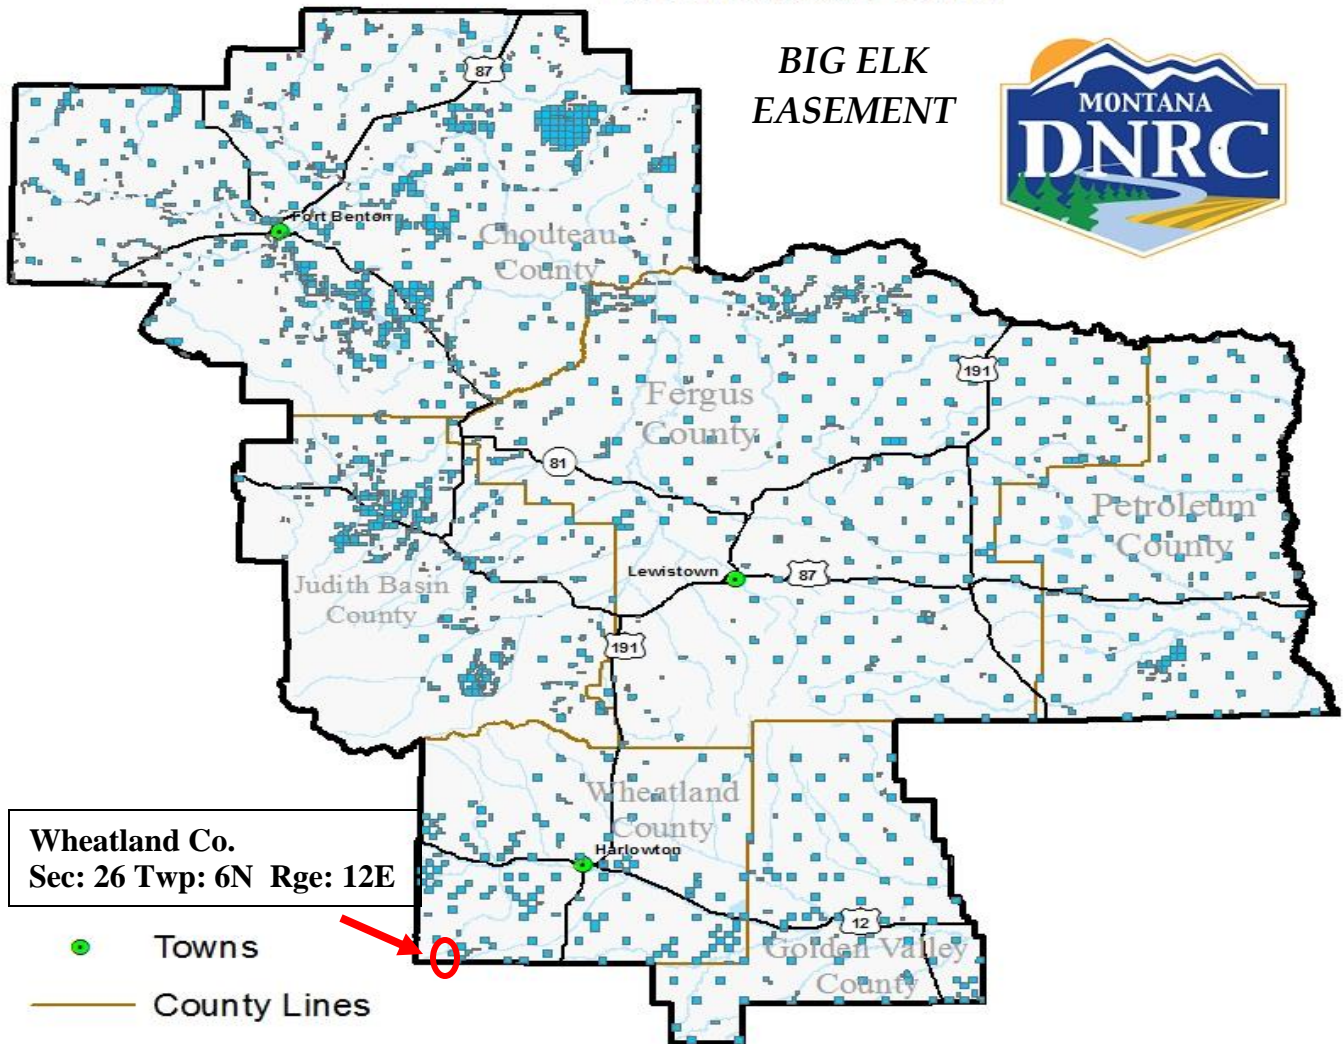 BIG ELK
EASEMENT
MONTANA
DNRC
87
Fort Benton
Chouteau
County
191
Fergus
County
81
Petroleum
County
Lewistown
87
Judith Basin
County
191
Wheatland
County
Harlowton
Wheatland Co.
Sec: 26 Twp: 6N Rge: 12E
12
Golden Valley
County
Towns
County Lines